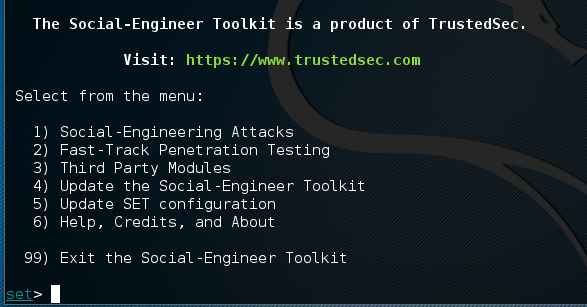 The Social-Engineer Toolkit is a product of TrustedSec.
Visit: https://www.trustedsec.com
Select from the menu:
1) Social-Engineering Attacks
2) Fast-Track Penetration Testing
3) Third Party Modules
4) Update the Social-Engineer Toolkit
5) Update SET configuration
6) Help, Credits, and About
99) Exit the Social-Engineer Toolkit
set>